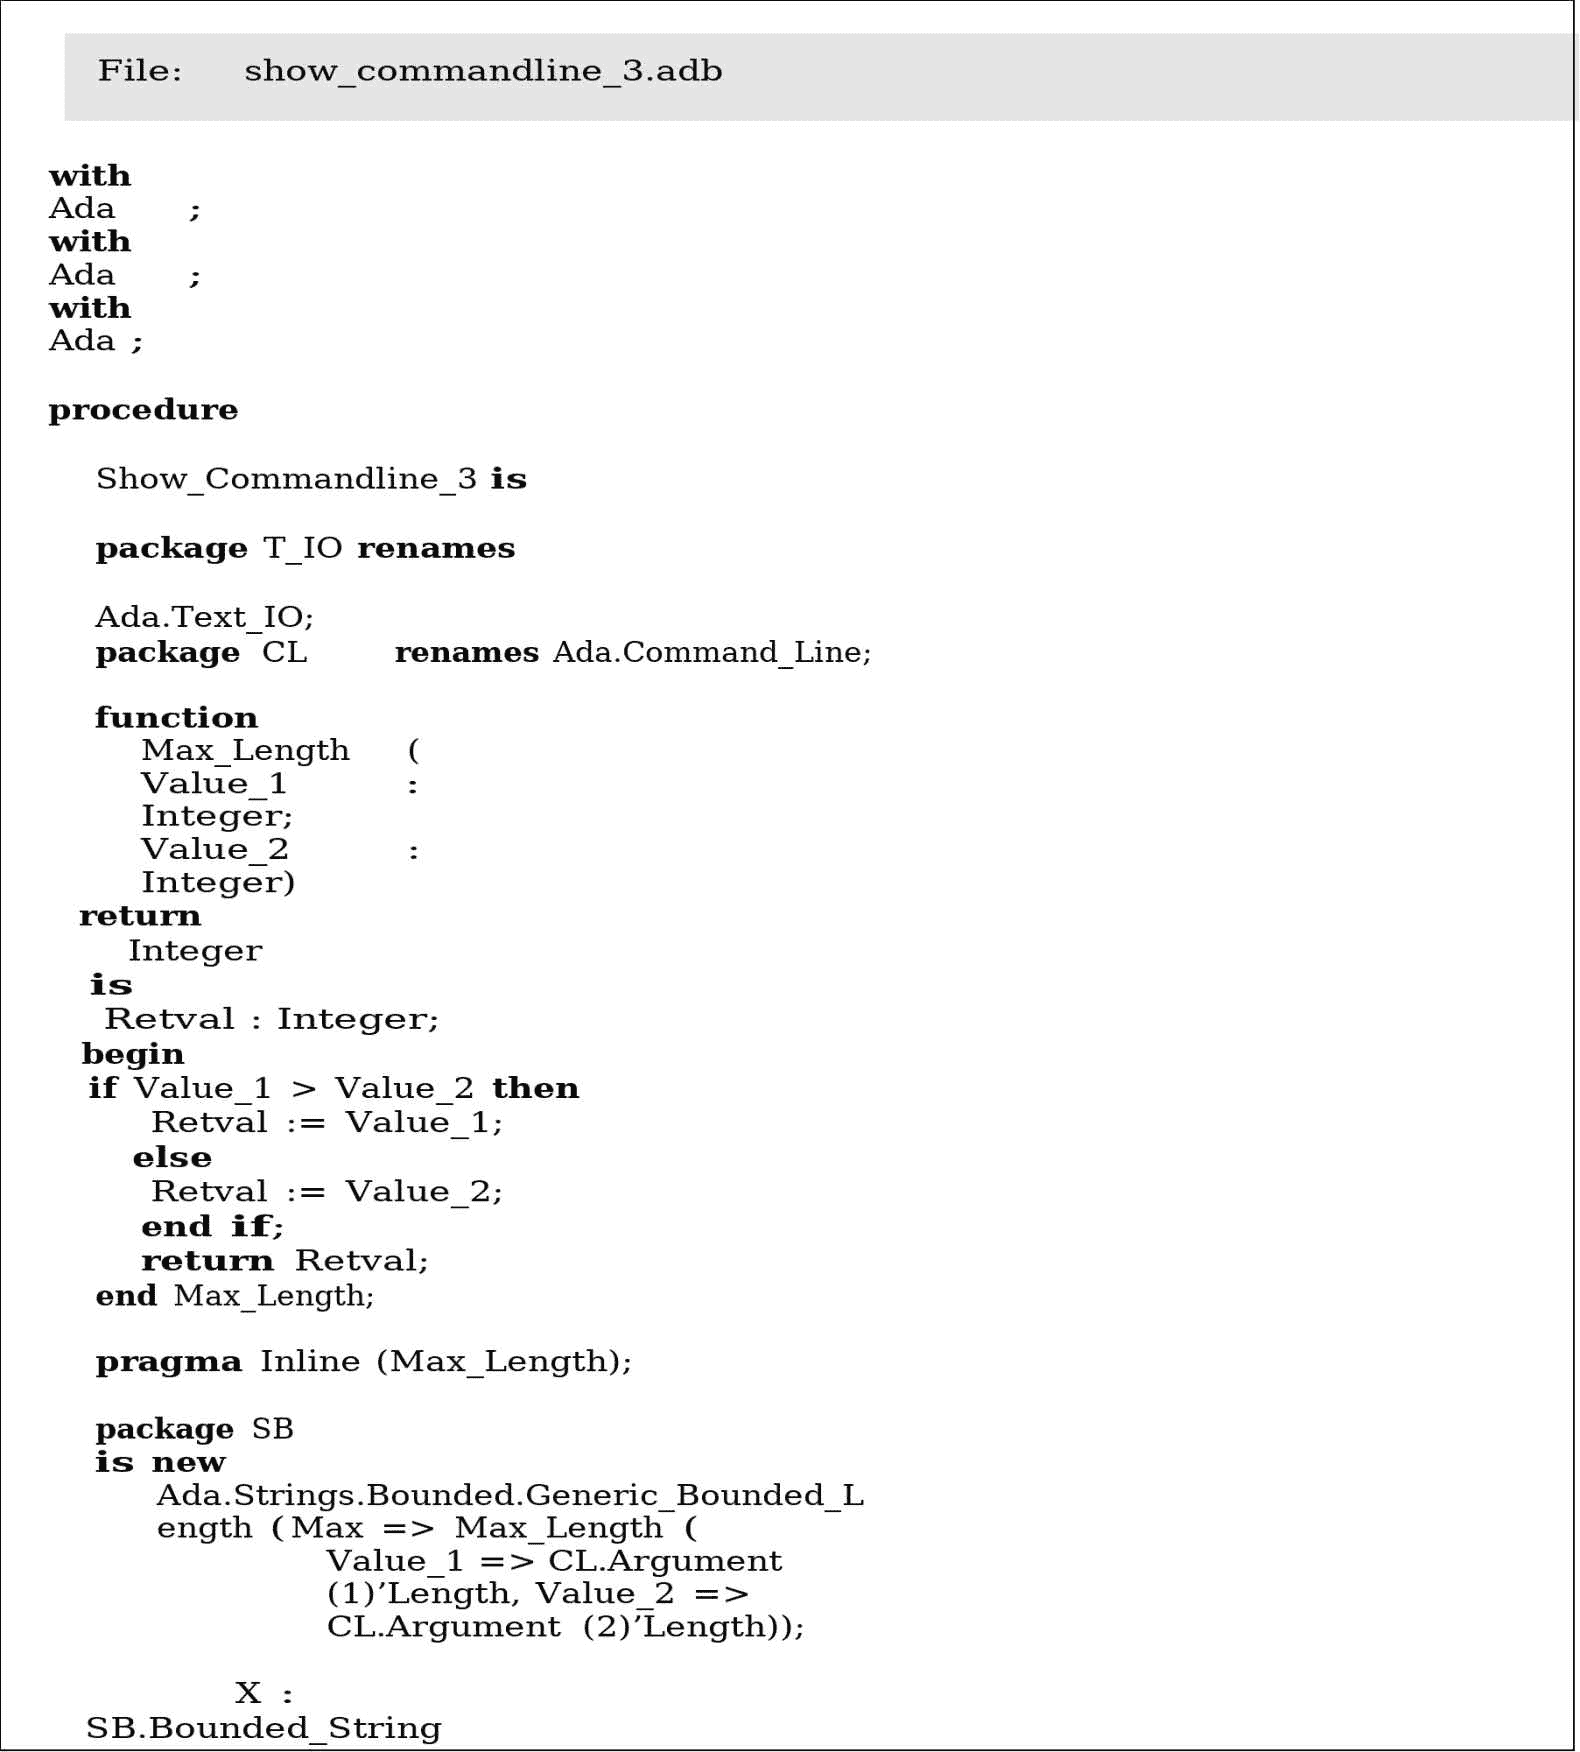 File: show_commandline_3.adb
with
Ada ;
with
Ada ;
with
Ada ;
procedure
Show_Commandline_3 is
package T_IO renames
Ada.Text_IO;
package CL renames Ada.Command_Line;
function
Max_Length (
Value_1 :
Integer;
Value_2 :
Integer)
return
Integer
is
Retval : Integer;
begin
if Value_1 > Value_2 then
Retval := Value_1;
else
Retval := Value_2;
end if;
return Retval;
end Max_Length;
pragma Inline (Max_Length);
package SB
is new
Ada.Strings.Bounded.Generic_Bounded_L
ength (Max => Max_Length (
Value_1 => CL.Argument
(1)’Length, Value_2 =>
CL.Argument (2)’Length));
X :
SB.Bounded_String